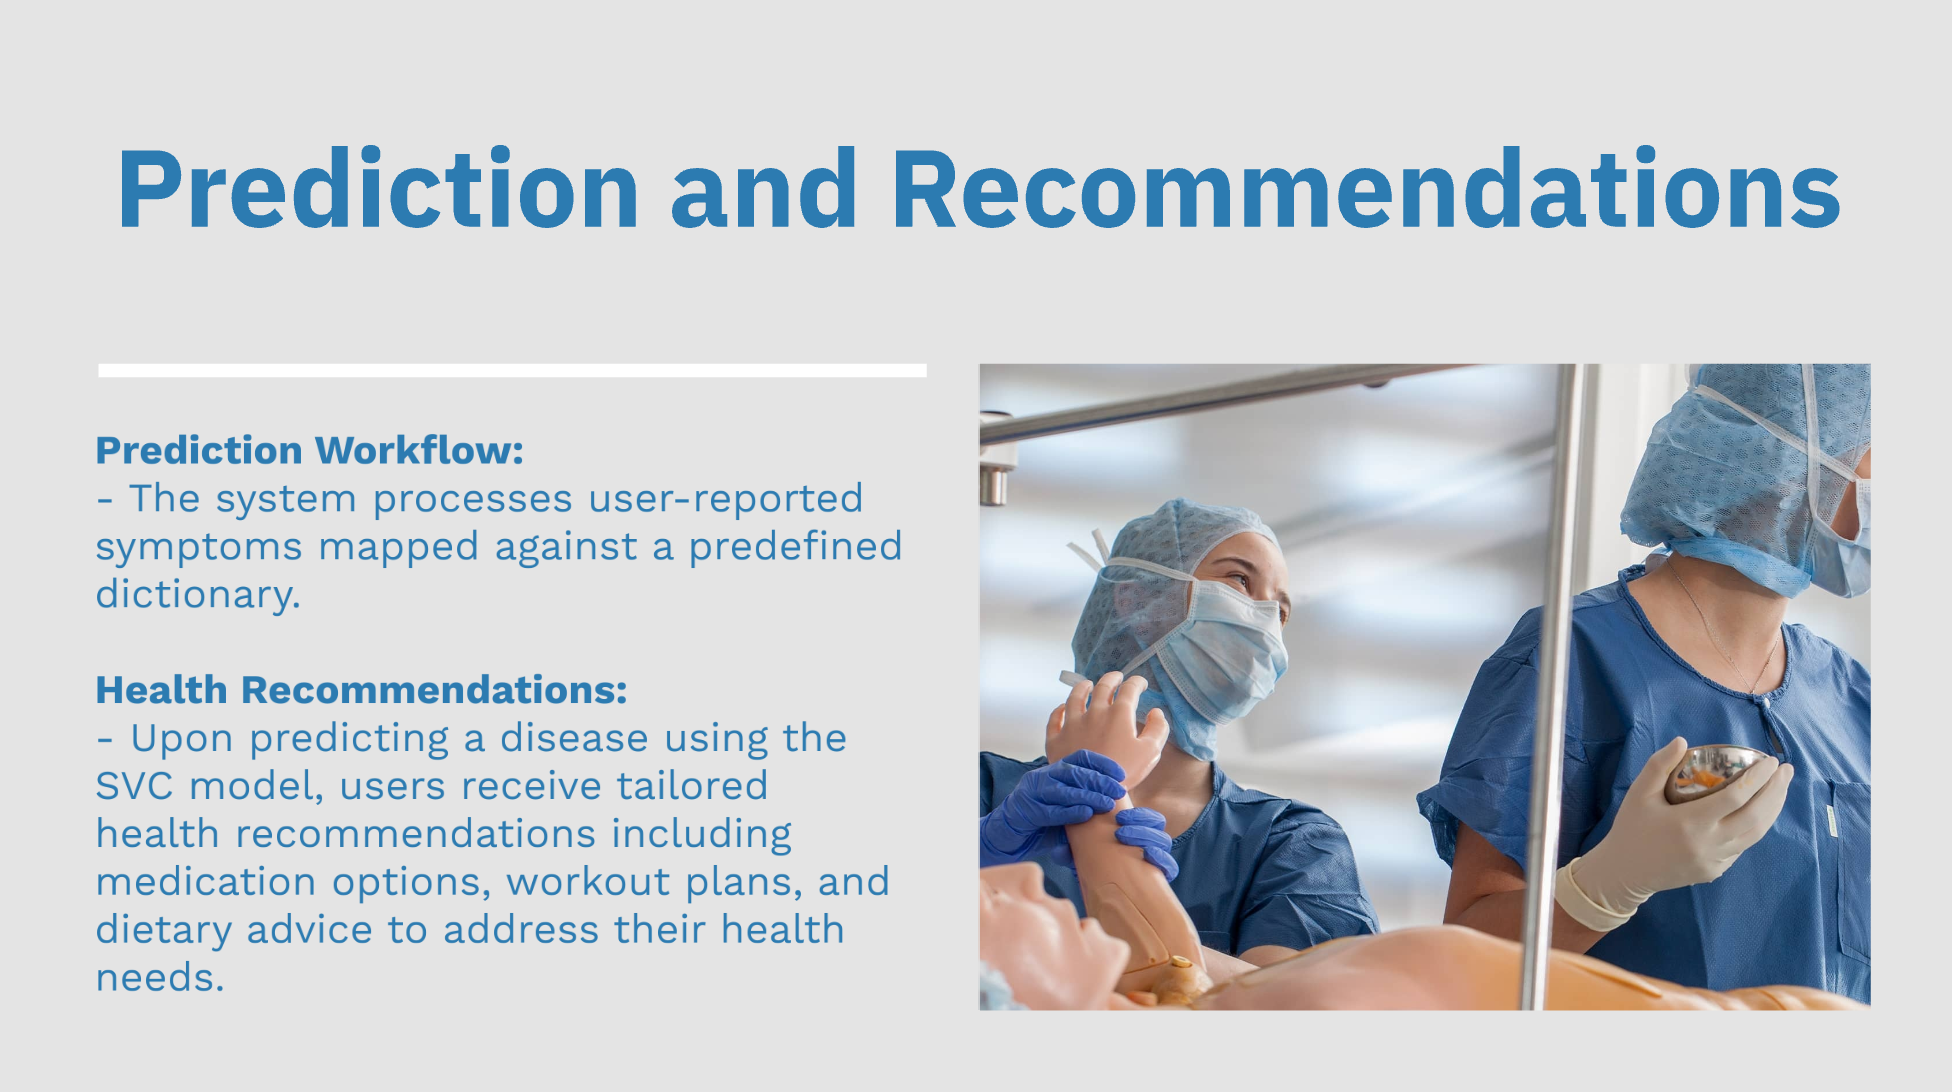 Prediction and Recommendations
Prediction Workflow:
- The system processes user-reported
symptoms mapped against a predefined
dictionary.
Health Recommendations:
- Upon predicting a disease using the
SVC model, users receive tailored
health recommendations including
medication options, workout plans, and
dietary advice to address their health
needs.